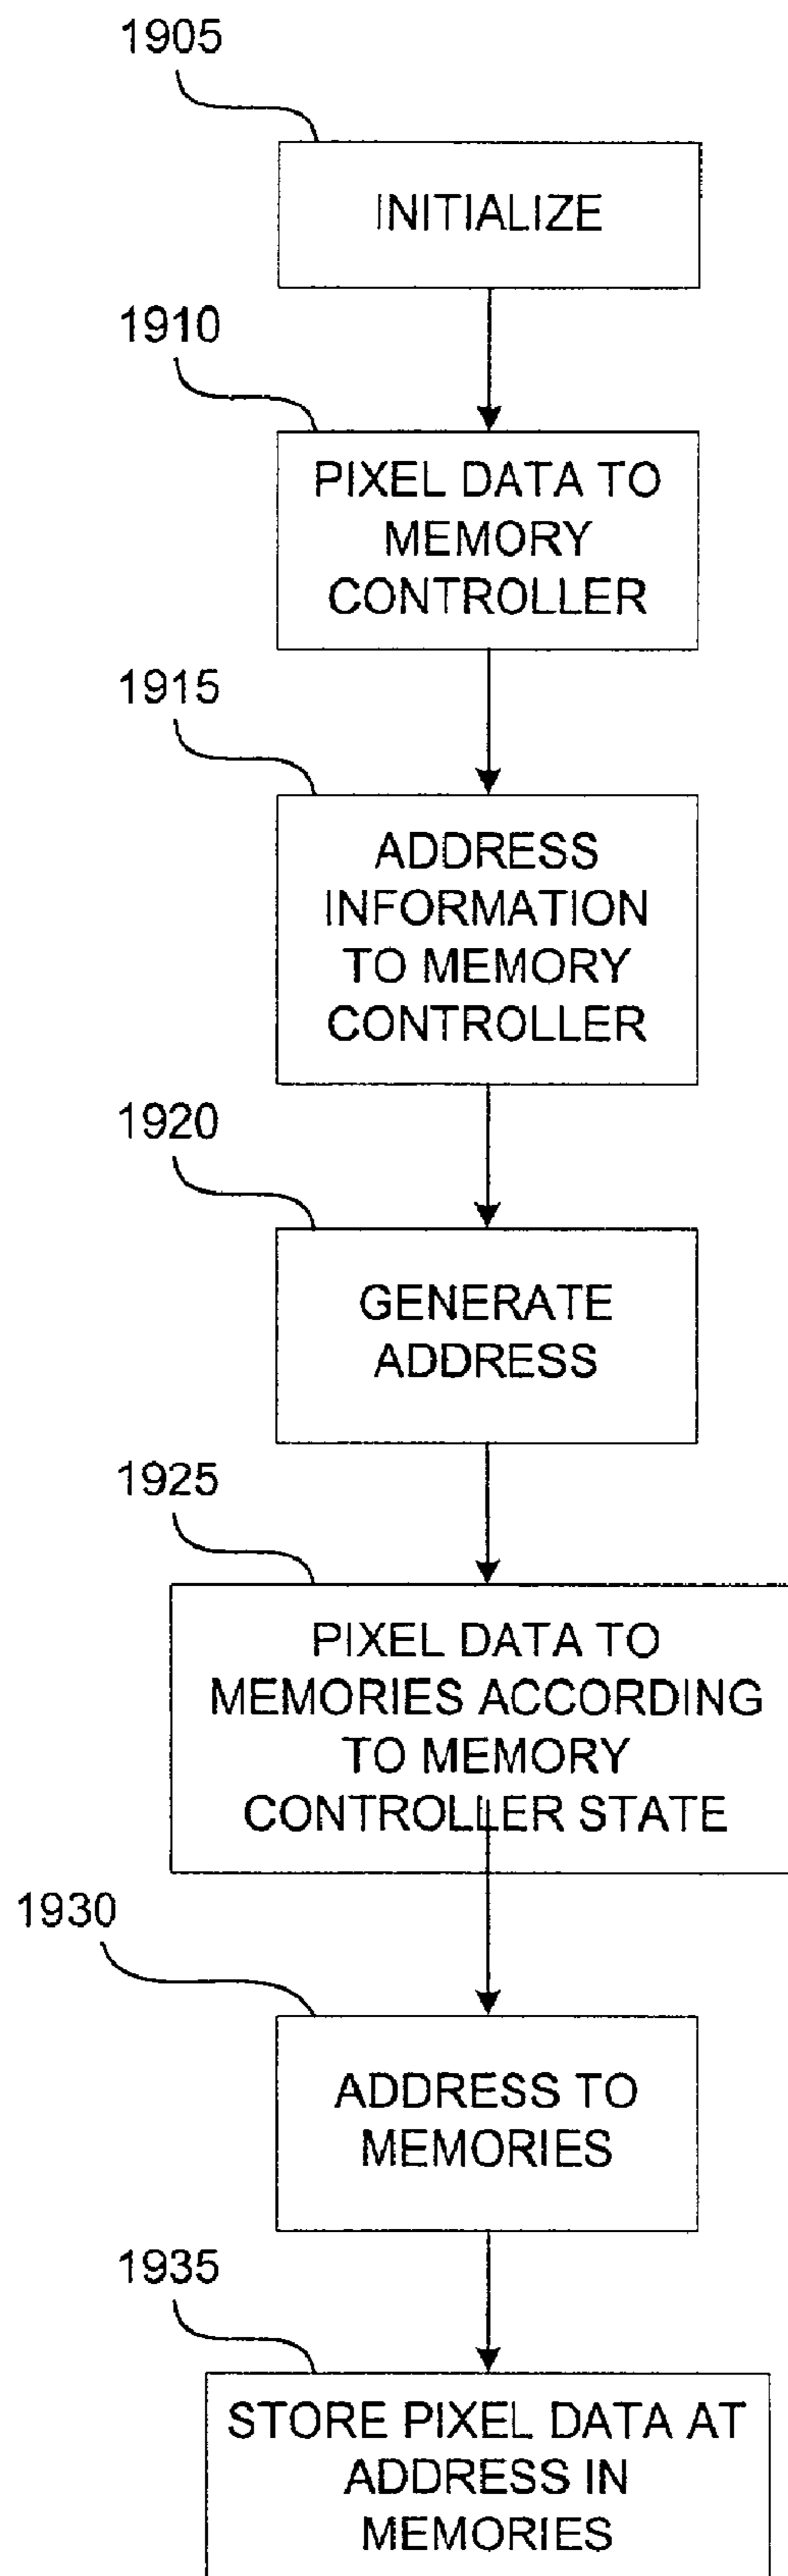 1905
INITIALIZE
1910
PIXEL DATA TO
MEMORY
CONTROLLER
1915
ADDRESS
INFORMATION
TO MEMORY
CONTROLLER
1920
GENERATE
ADDRESS
1925
PIXEL DATA TO
MEMORIES ACCORDING
TO MEMORY
CONTROLLER STATE
1930
ADDRESS TO
MEMORIES
1935
STORE PIXEL DATA AT
ADDRESS IN
MEMORIES